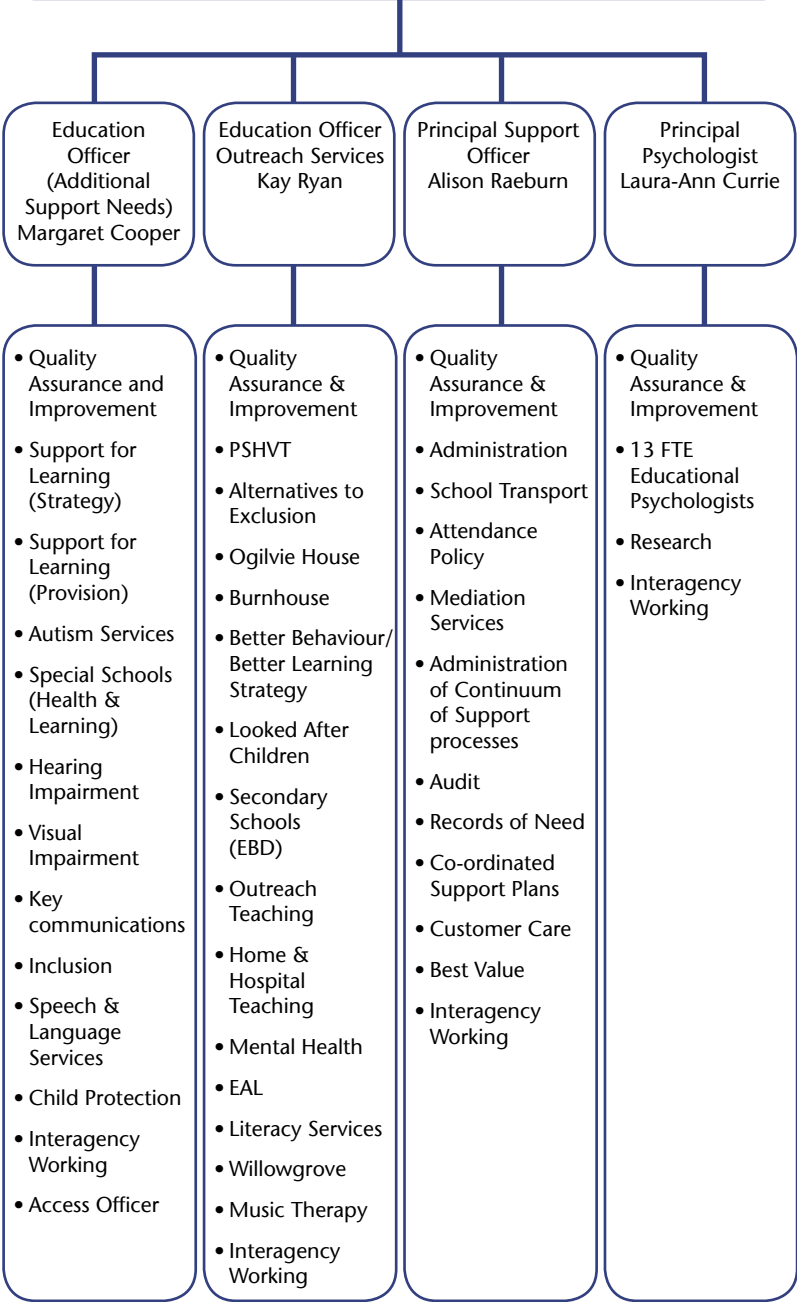 Education
Officer
(Additional
Support Needs)
Margaret Cooper
Education Officer
Outreach Services
Kay Ryan
Principal Support
Officer
Alison Raeburn
Principal
Psychologist
Laura-Ann Currie
• Quality
Assurance and
Improvement
• Support for
Learning
(Strategy)
• Support for
Learning
(Provision)
• Autism Services
• Special Schools
(Health &
Learning)
• Hearing
Impairment
• Visual
Impairment
• Key
communications
• Inclusion
• Speech &
Language
Services
• Child Protection
• Interagency
Working
• Access Officer
• Quality
Assurance &
Improvement
• PSHVT
• Alternatives to
Exclusion
• Ogilvie House
• Burnhouse
• Better Behaviour/
Better Learning
Strategy
• Looked After
Children
• Secondary
Schools
(EBD)
• Outreach
Teaching
• Home &
Hospital
Teaching
• Mental Health
• EAL
• Literacy Services
• Willowgrove
• Music Therapy
• Interagency
Working
• Quality
Assurance &
Improvement
• Administration
• School Transport
• Attendance
Policy
• Mediation
Services
• Administration
of Continuum
of Support
processes
• Audit
• Records of Need
• Co-ordinated
Support Plans
• Customer Care
• Best Value
• Interagency
Working
• Quality
Assurance &
Improvement
• 13 FTE
Educational
Psychologists
• Research
• Interagency
Working